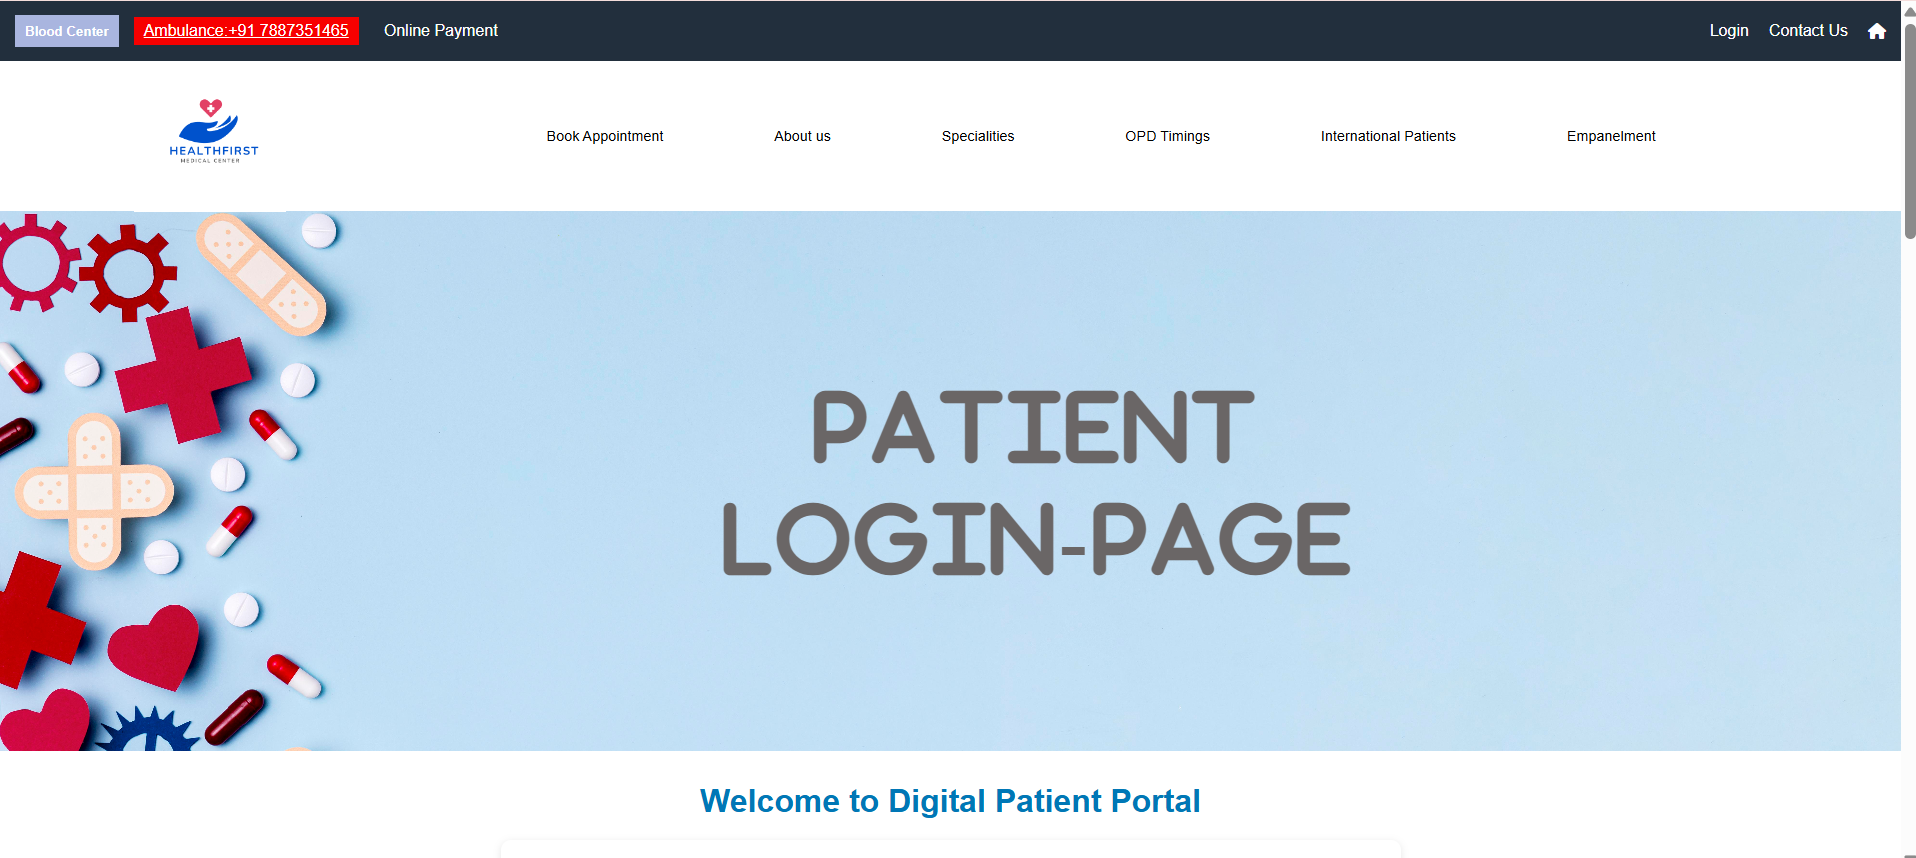 Blood Center
Ambulance:+91 7887351465
Online Payment
Login
Contact Us
HEALTHFIRST
MEDICAL CENTER
Book Appointment
About us
Specialities
OPD Timings
International Patients
Empanelment
PATIENT
LOGIN-PAGE
Welcome to Digital Patient Portal